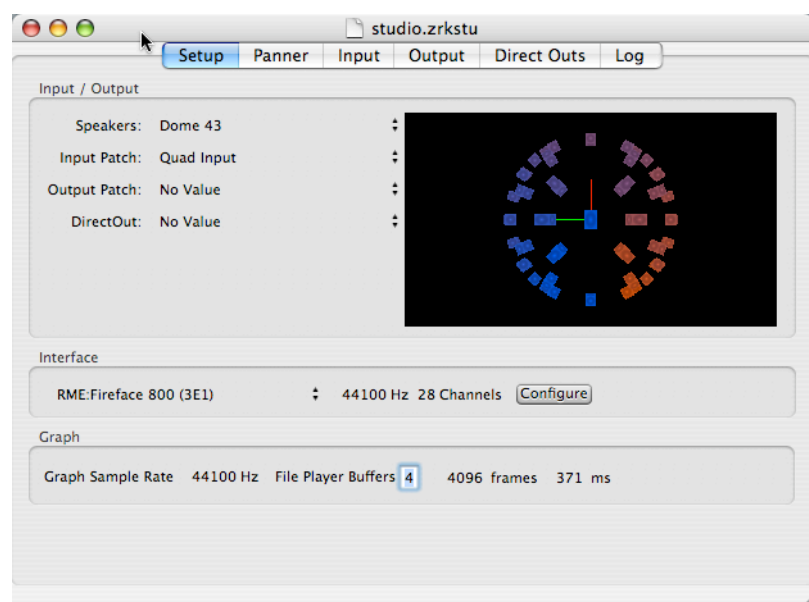 studio.zrkstu
Setup Panner Input Output Direct Outs Log
Input / Output
Speakers: Dome 43
Input Patch: Quad Input
Output Patch: No Value
DirectOut: No Value
Interface
RME:Fireface 800 (3E1) 44100 Hz 28 Channels Configure
Graph
Graph Sample Rate 44100 Hz File Player Buffers 4 4096 frames 371 ms